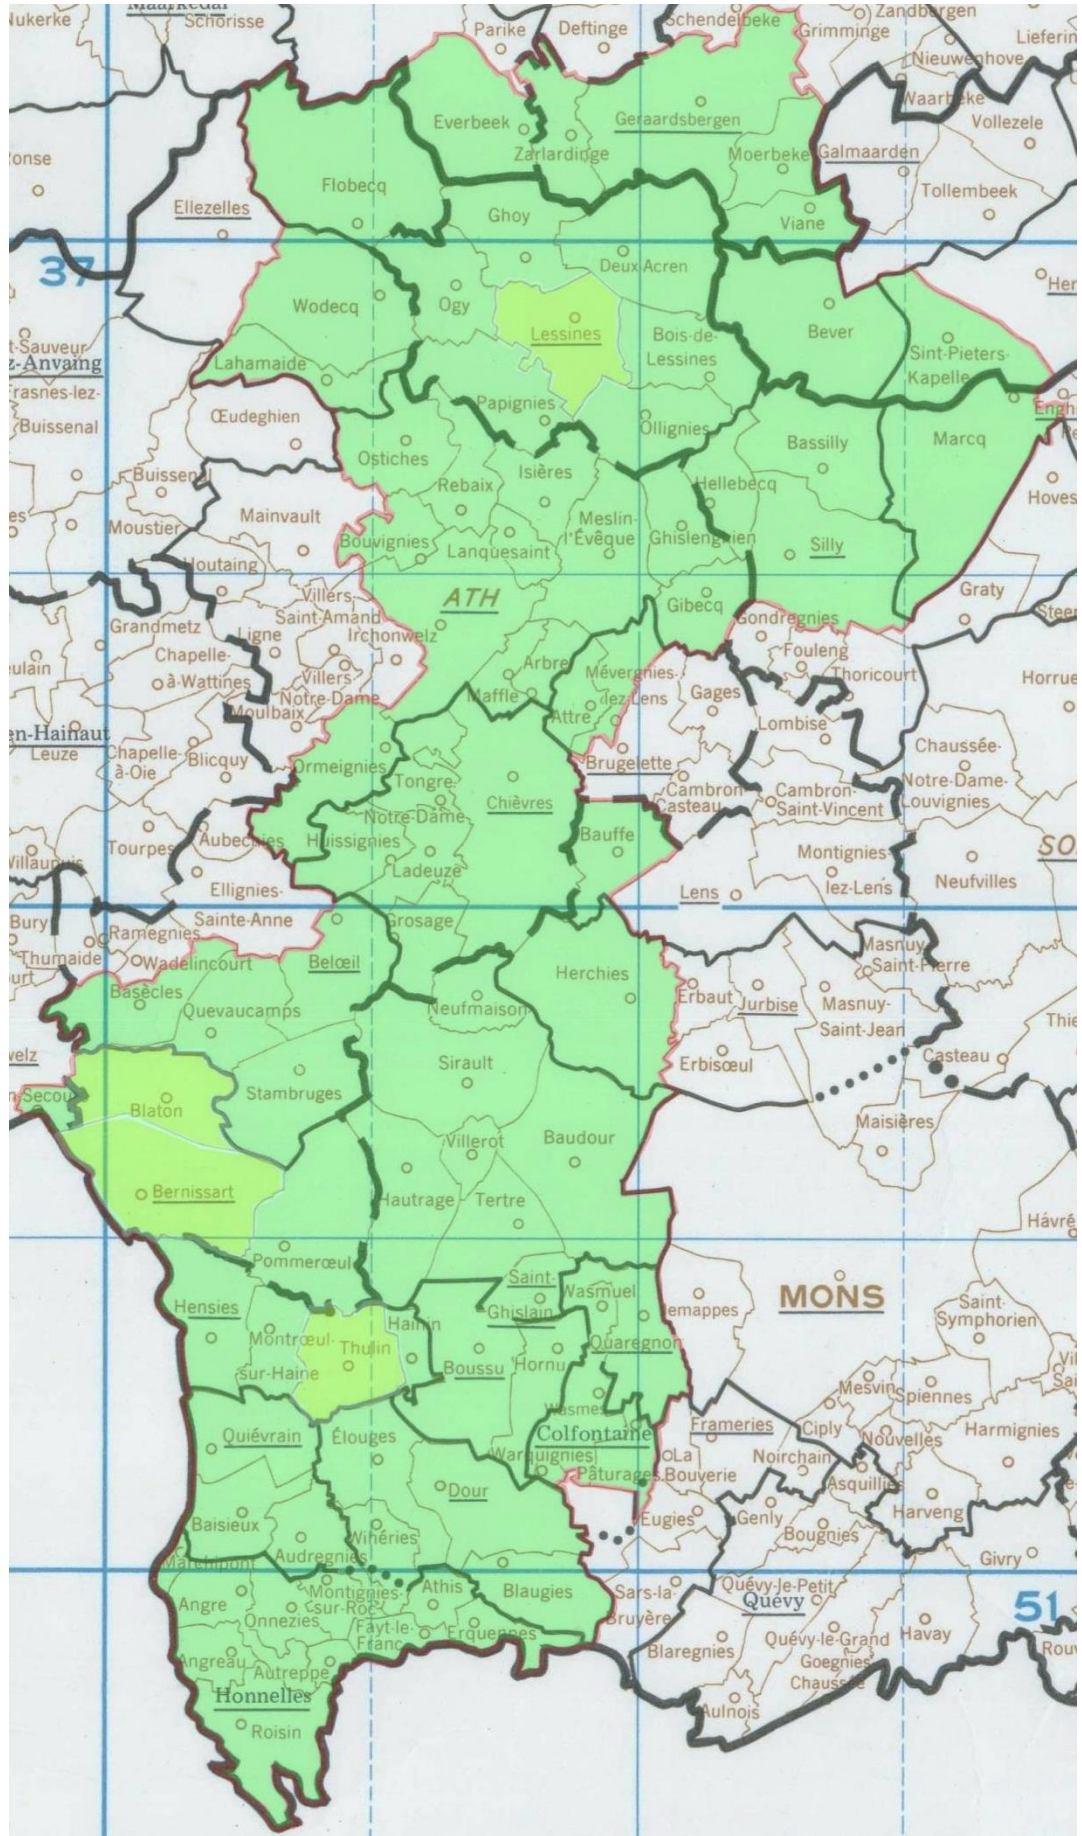 Schorisse
Parike
Deftinge
Schendelbeke
Zandbergen
Grimminge
Nieuwenhove
Waarbeke
Vollezele
Everbeek
Zarlardinge
Geraardsbergen
Moerbeke
Galmaarden
Tollembeek
Flobecq
Ellezelles
Ghoy
Viane
37
Deux Acren
Wodecq
Ogy
Lessines
Bois-de-
Lessines
Bever
Sint-Pieters-
Kapelle
Lahamaide
Buissenal
Œudeghien
Papignies
Ollignies
Bassilly
Marcq
Ostiches
Rebaix
Isières
Hellebecq
Hoves
Moustier
Mainvault
Bouvignies
Lanquesaint
Meslin-
l'Évêque
Ghislenghien
Silly
Houtaing
ATH
Gibecq
Graty
Grandmetz
Villers
Saint-Amand
Ligne
Irchonwelz
Gondregnies
Fouleng
Thoricourt
Chapelle-
à-Wattines
Villers
Notre-Dame
Moulbaix
Arbre
Maffle
Attre
Mévergnies-
lez-Lens
Gages
Lombise
Leuze
Chapelle-
à-Oie
Blicquy
Ormeignies
Tongre-
Notre-Dame
Chièvres
Brugelette
Cambron-
Casteau
Cambron-
Saint-Vincent
Chaussée-
Notre-Dame-
Louvignies
Tourpes
Aubechies
Huissignies
Ladeuze
Bauffe
Montignies-
lez-Lens
Neufvilles
Ellignies-
Sainte-Anne
Lens
Bury
Ramegnies
Thumaide
Wadelincourt
Grosage
Belœil
Herchies
Masnuy
Saint-Pierre
Basècles
Quevaucamps
Neufmaison
Erbaut
Jurbise
Masnuy-
Saint-Jean
Sirault
Erbisœul
Casteau
Blaton
Stambruges
Maisières
Villerot
Baudour
Bernissart
Hautrage
Tertre
Havré
Pommerœul
Saint-
Ghislain
Wasmuel
Jemappes
MONS
Saint-
Symphorien
Hensies
Montrœul-
sur-Haine
Thulin
Hainin
Boussu
Hornu
Quaregnon
Mesvin
Spiennes
Quiévrain
Élouges
Wasmes
Colfontaine
Frameries
Ciply
Nouvelles
Harmignies
Warquignies
Pâturages
La
Bouverie
Noirchain
Asquillies
Dour
Harveng
Baisieux
Audregnies
Wihéries
Eugies
Genly
Bougnies
Givry
Marchipont
Angre
Onnezies
Montignies-
sur-Roc
Athis
Blaugies
Sars-la-
Bruyère
Quévy-le-Petit
Quévy
51
Fayt-le-
Franc
Erquennes
Blaregnies
Quévy-le-Grand
Goegnies
Chaussée
Havay
Angreau
Autreppe
Honnelles
Roisin
Aulnois